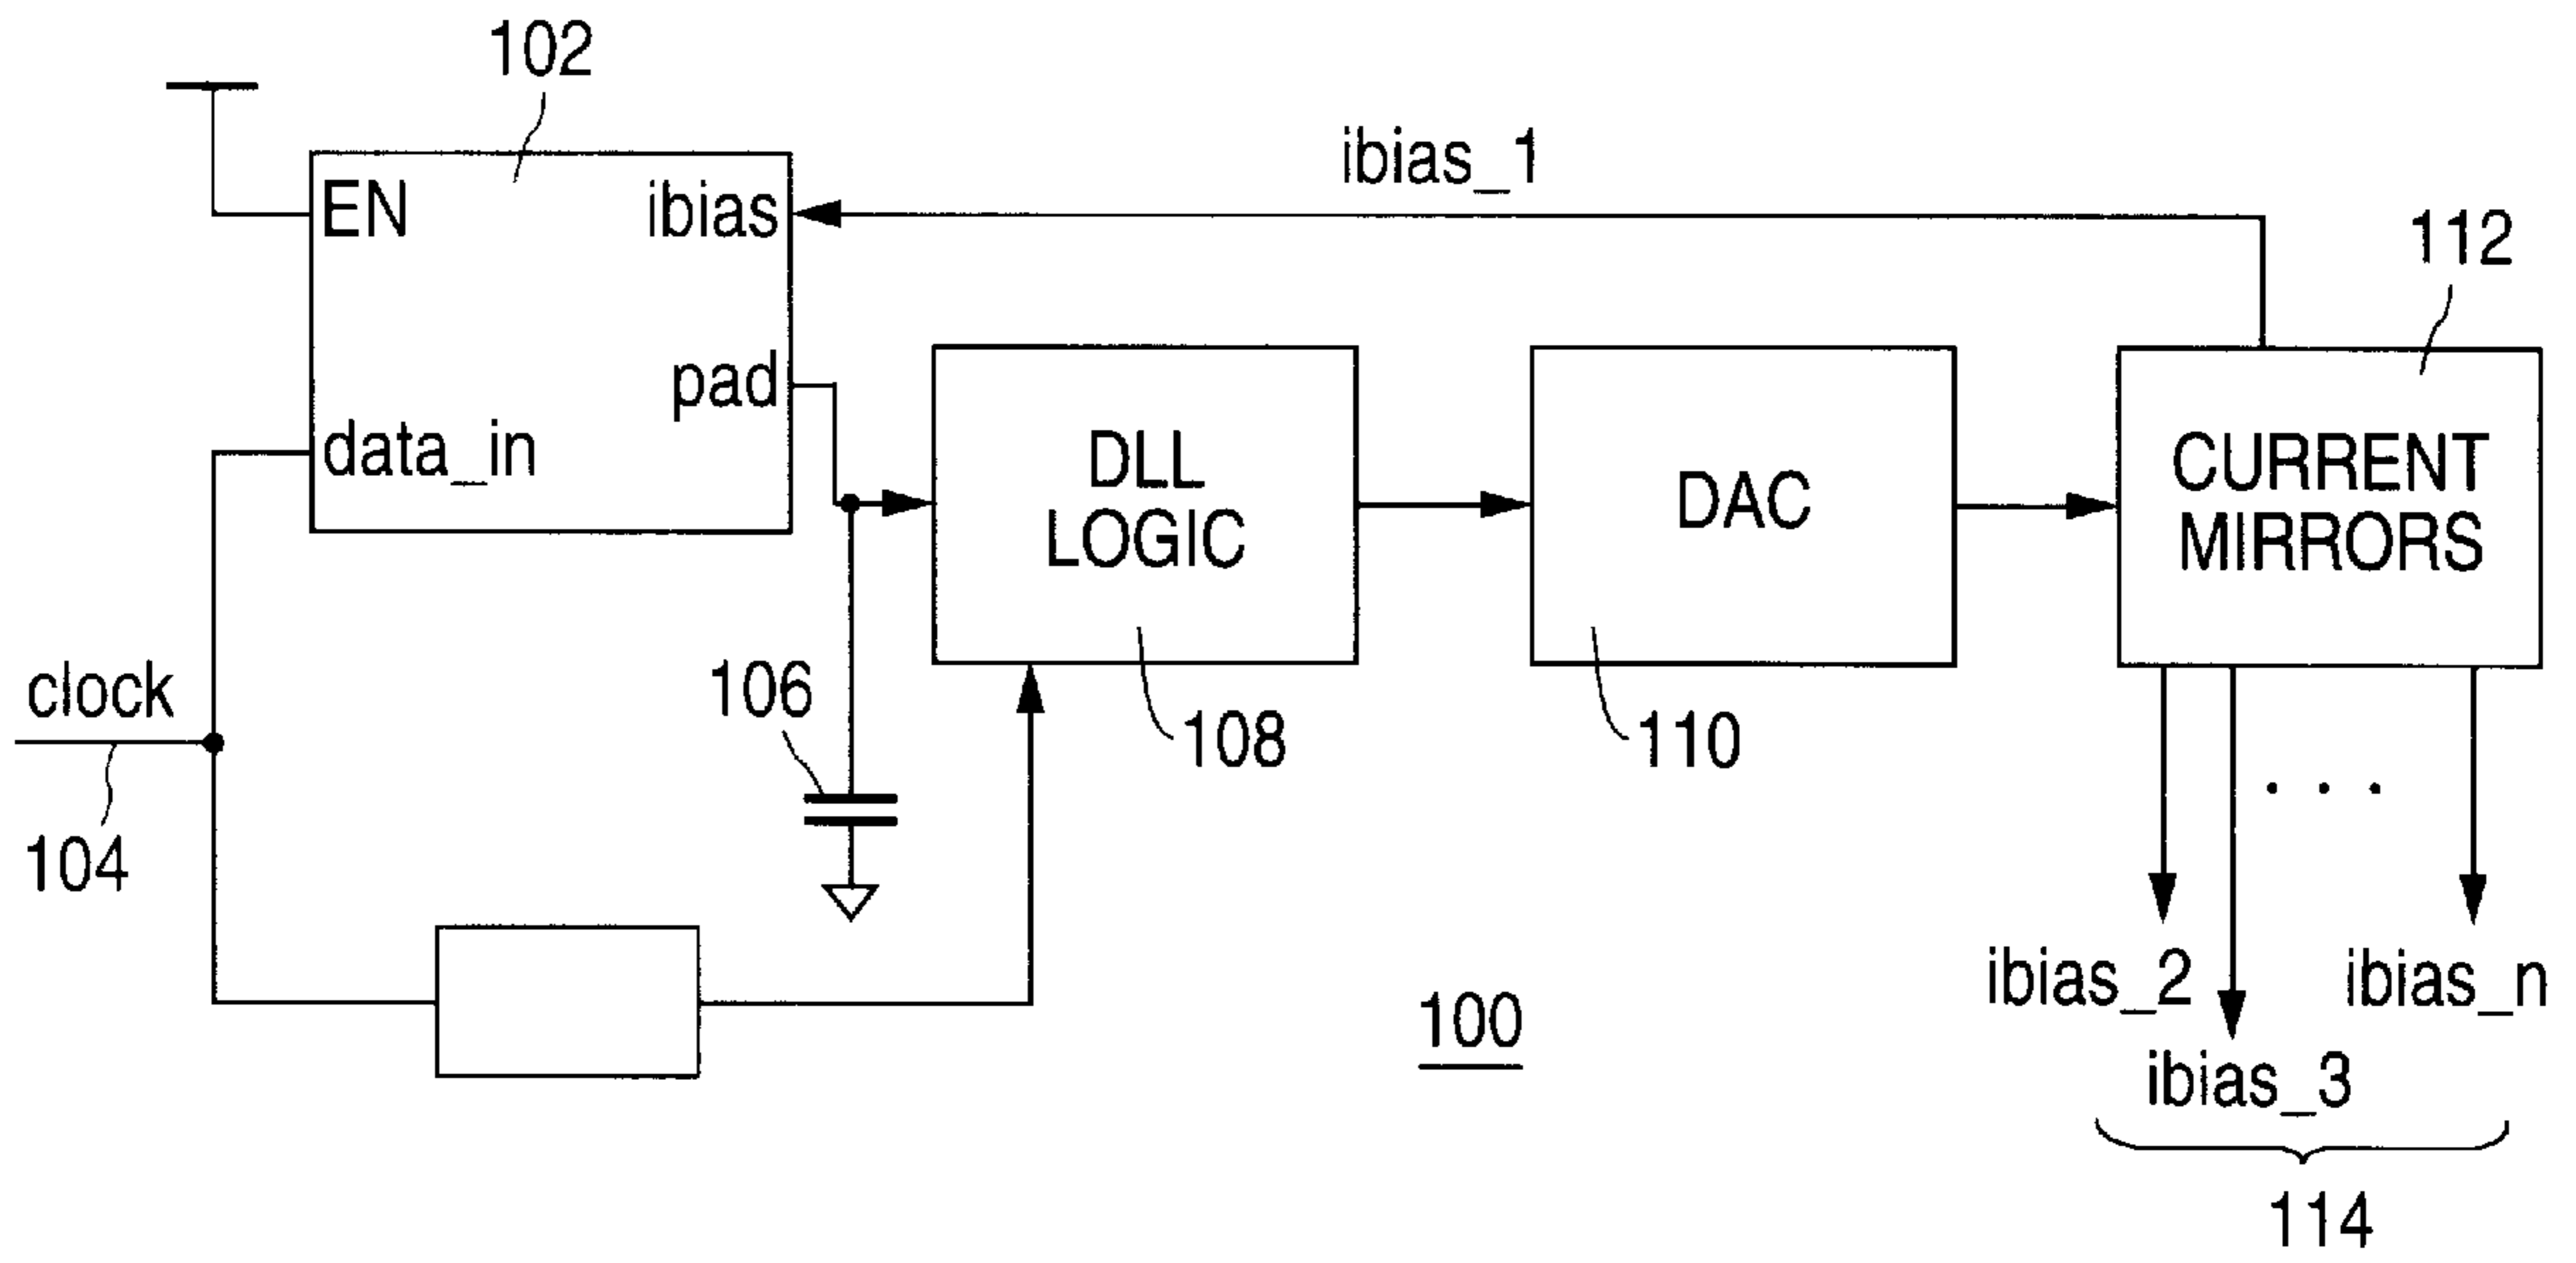 102
ibias_1
EN
ibias
112
pad
data_in
DLL
LOGIC
DAC
CURRENT
MIRRORS
clock
106
108
110
104
ibias_2
ibias_n
100
ibias_3
114